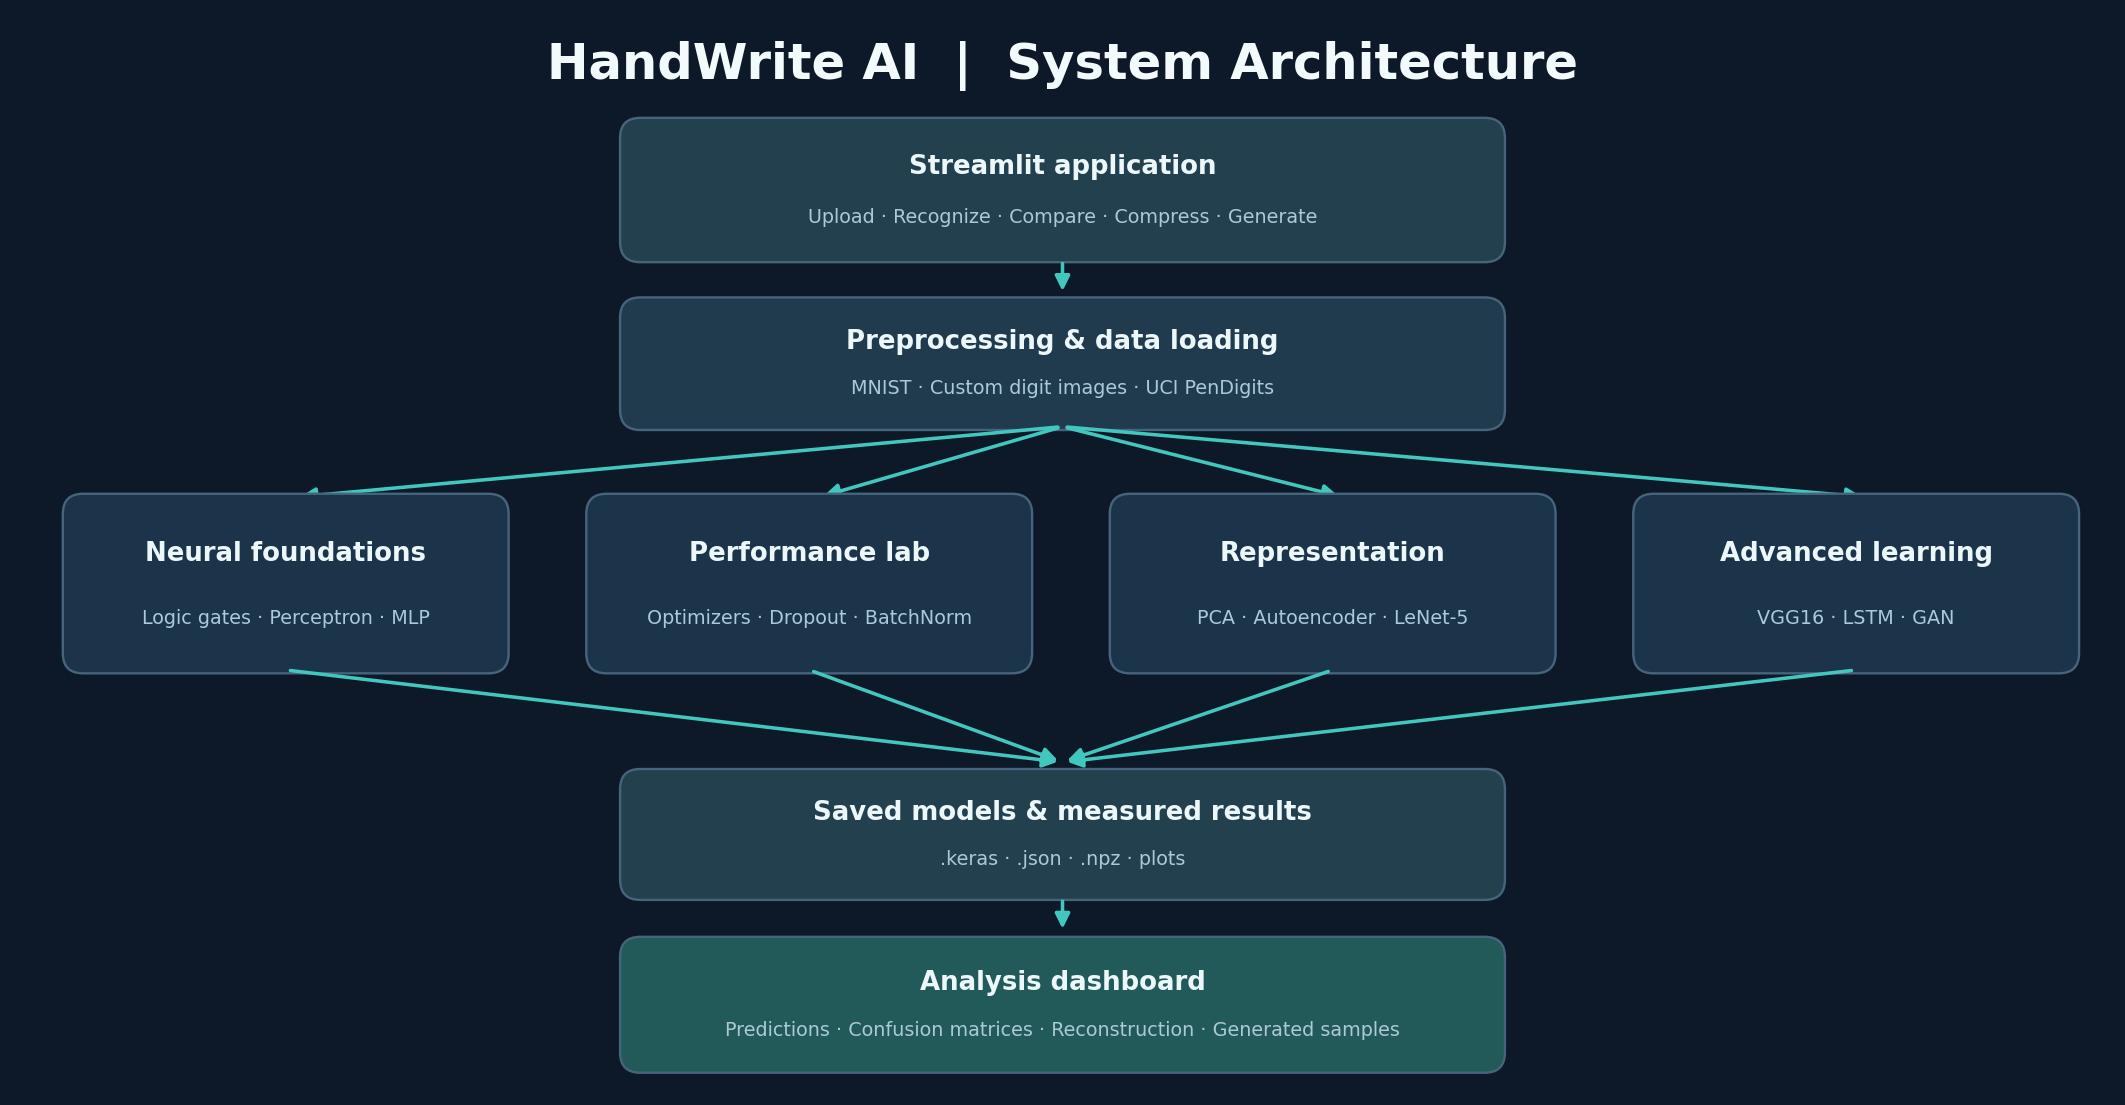 HandWrite AI | System Architecture
Streamlit application
Upload · Recognize · Compare · Compress · Generate
Preprocessing & data loading
MNIST · Custom digit images · UCI PenDigits
Neural foundations
Logic gates · Perceptron · MLP
Performance lab
Optimizers · Dropout · BatchNorm
Representation
PCA · Autoencoder · LeNet-5
Advanced learning
VGG16 · LSTM · GAN
Saved models & measured results
.keras · .json · .npz · plots
Analysis dashboard
Predictions · Confusion matrices · Reconstruction · Generated samples